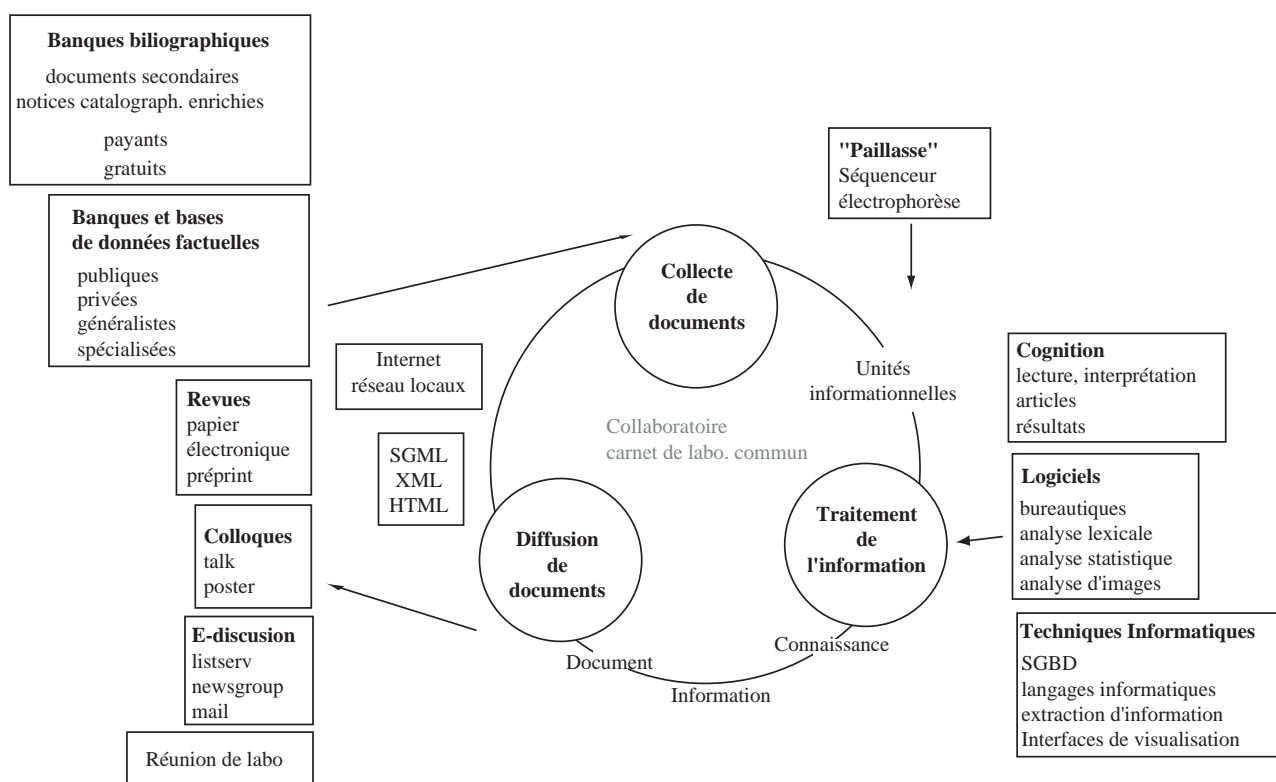 Banques biliographiques
documents secondaires
notices catalograph. enrichies
payants
gratuits
Banques et bases
de données factuelles
publiques
privées
généralistes
spécialisées
Revues
papier
électronique
préprint
Colloques
talk
poster
E-discusion
listserv
newsgroup
mail
Réunion de labo
Internet
réseau locaux
SGML
XML
HTML
Collecte
de
documents
"Paillasse"
Séquenceur
électrophorèse
Unités
informationnelles
Collaboratoire
carnet de labo. commun
Diffusion
de
documents
Traitement
de
l'information
Document
Information
Connaissance
Cognition
lecture, interprétation
articles
résultats
Logiciels
bureautiques
analyse lexicale
analyse statistique
analyse d'images
Techniques Informatiques
SGBD
langages informatiques
extraction d'information
Interfaces de visualisation